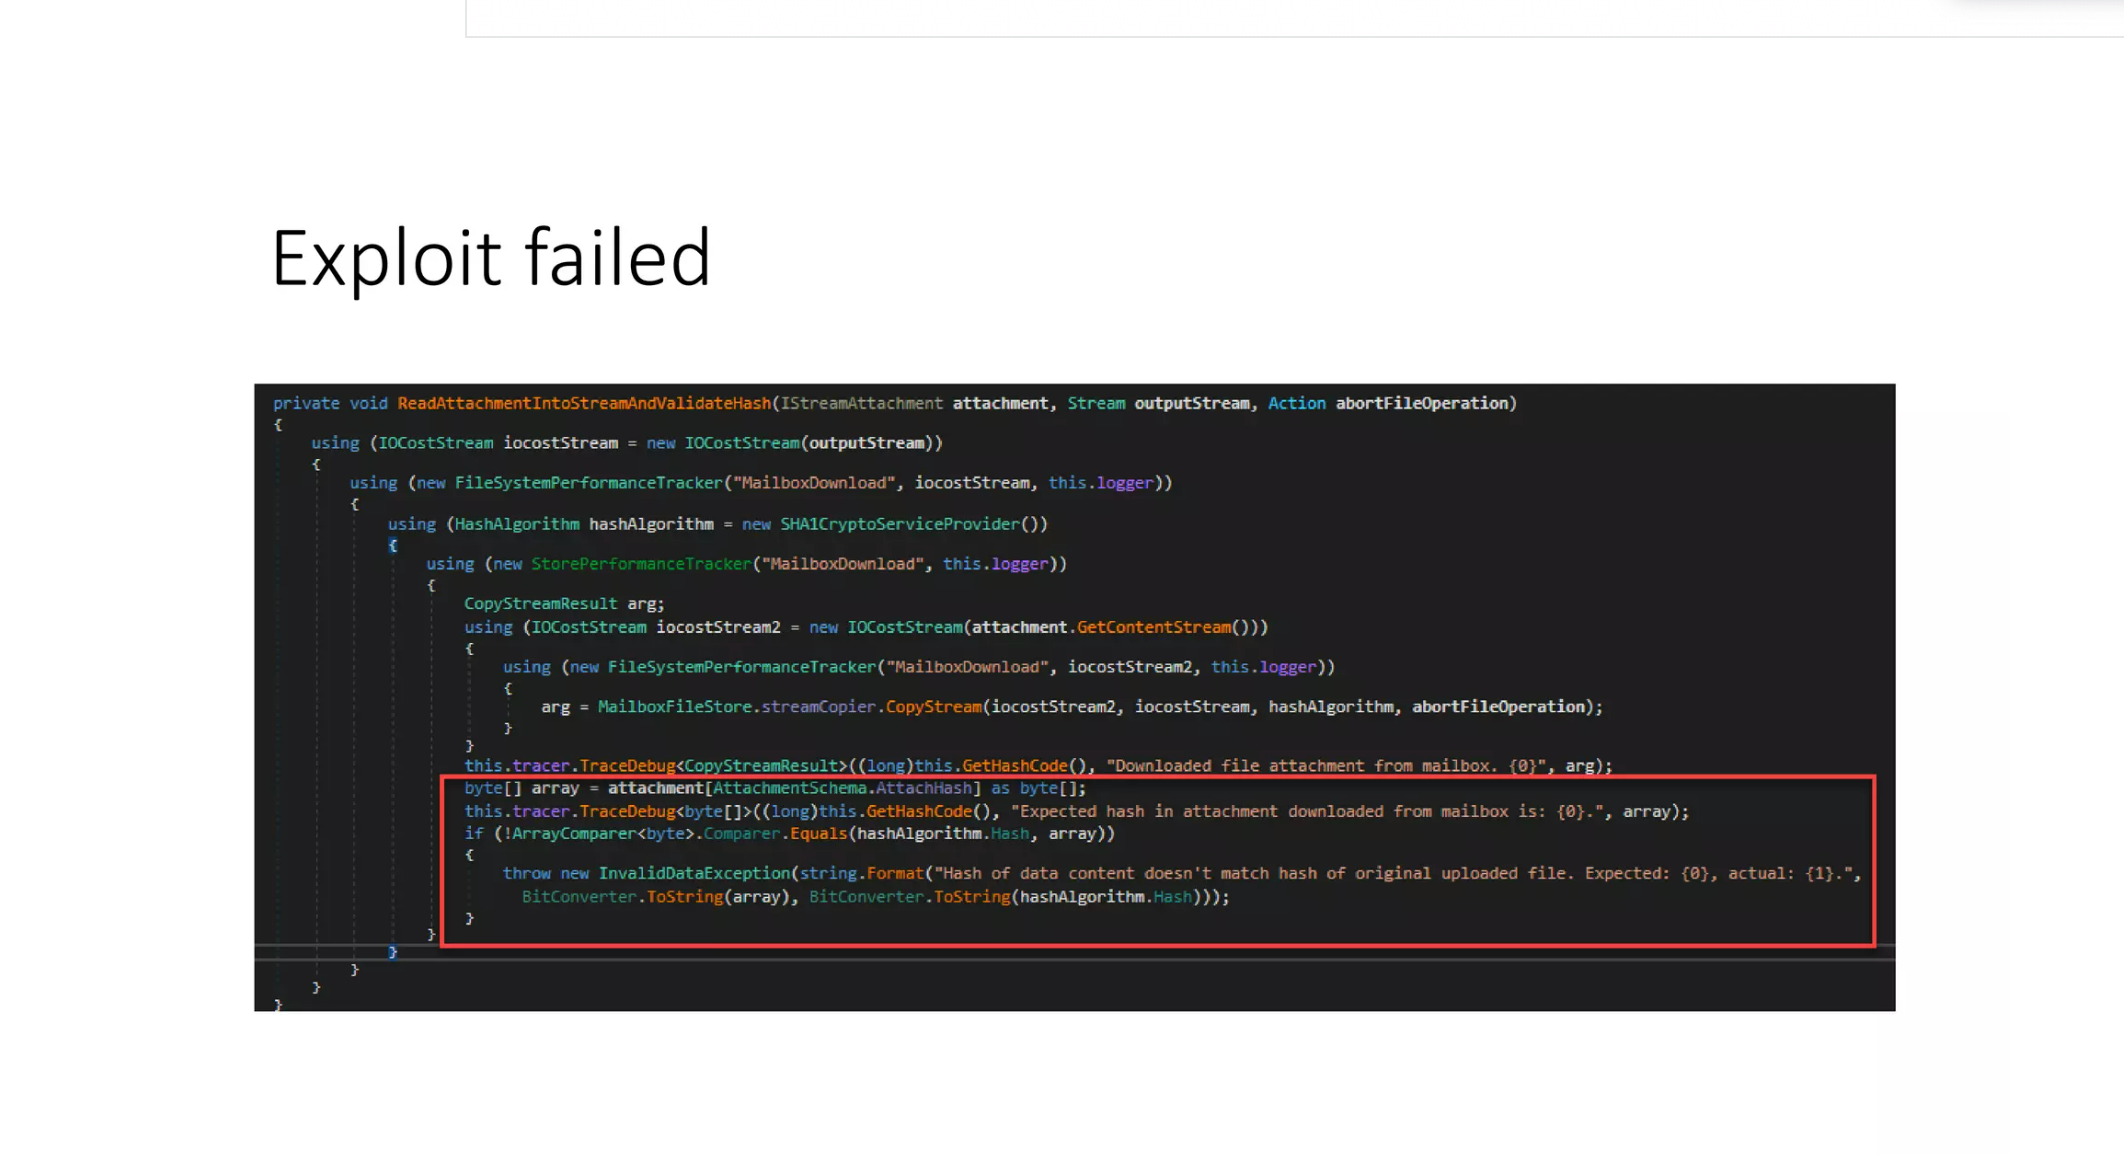 Exploit failed
private void ReadAttachmentIntoStreamAndValidateHash(IStreamAttachment attachment, Stream outputStream, Action abortFileOperation)
{
using (IOCostStream iocostStream = new IOCostStream(outputStream))
{
using (new FileSystemPerformanceTracker("MailboxDownload", iocostStream, this.logger))
{
using (HashAlgorithm hashAlgorithm = new SHA1CryptoServiceProvider())
{
using (new StorePerformanceTracker("MailboxDownload", this.logger))
{
CopyStreamResult arg;
using (IOCostStream iocostStream2 = new IOCostStream(attachment.GetContentStream()))
{
using (new FileSystemPerformanceTracker("MailboxDownload", iocostStream2, this.logger))
{
arg = MailboxFileStore.streamCopier.CopyStream(iocostStream2, iocostStream, hashAlgorithm, abortFileOperation);
}
}
this.tracer.TraceDebug<CopyStreamResult>((long)this.GetHashCode(), "Downloaded file attachment from mailbox. {0}", arg);
byte[] array = attachment[AttachmentSchema.AttachHash] as byte[];
this.tracer.TraceDebug<byte[]>((long)this.GetHashCode(), "Expected hash in attachment downloaded from mailbox is: {0}.", array);
if (!ArrayComparer<byte>.Comparer.Equals(hashAlgorithm.Hash, array))
{
throw new InvalidDataException(string.Format("Hash of data content doesn't match hash of original uploaded file. Expected: {0}, actual: {1}.",
BitConverter.ToString(array), BitConverter.ToString(hashAlgorithm.Hash)));
}
}
}
}
}
}